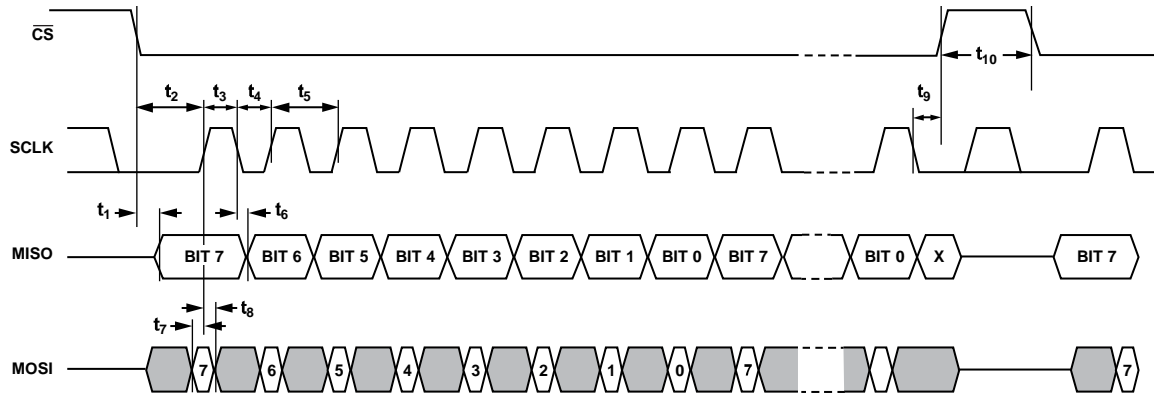 CS
t10
t2 t3 t4 t5
t9
SCLK
t1 t6
MISO BIT 7 BIT 6 BIT 5 BIT 4 BIT 3 BIT 2 BIT 1 BIT 0 BIT 7 BIT 0 X BIT 7
t7 t8
MOSI 7 6 5 4 3 2 1 0 7 7